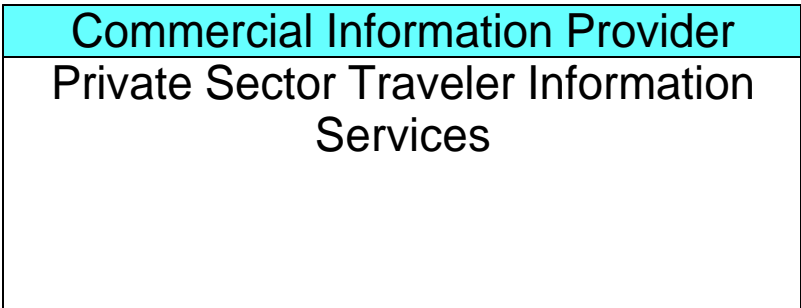 Commercial Information Provider
Private Sector Traveler Information
Services